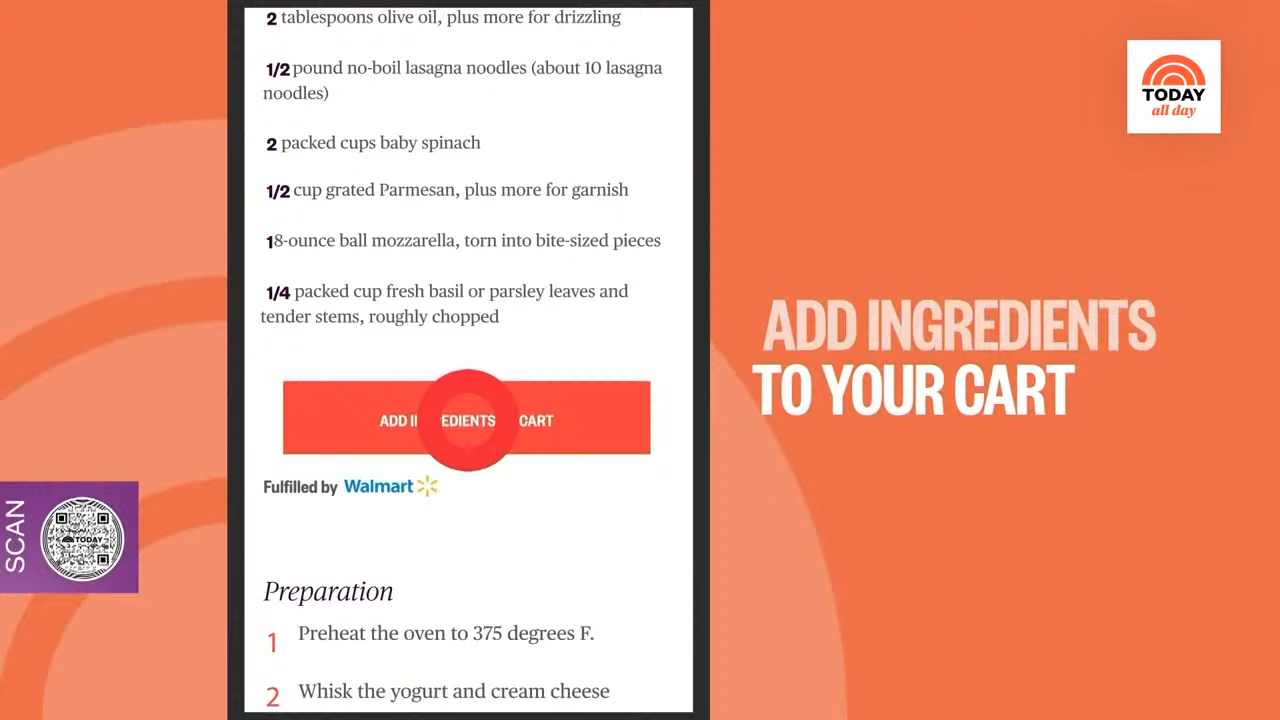 2 tablespoons olive oil, plus more for drizzling
1/2 pound no-boil lasagna noodles (about 10 lasagna
noodles)
2 packed cups baby spinach
1/2 cup grated Parmesan, plus more for garnish
18-ounce ball mozzarella, torn into bite-sized pieces
1/4 packed cup fresh basil or parsley leaves and
tender stems, roughly chopped
ADD I EDIENTS CART
Fulfilled by Walmart
Preparation
1 Preheat the oven to 375 degrees F.
2 Whisk the yogurt and cream cheese
ADD INGREDIENTS
TO YOUR CART
TODAY
all day
SCAN
TODAY